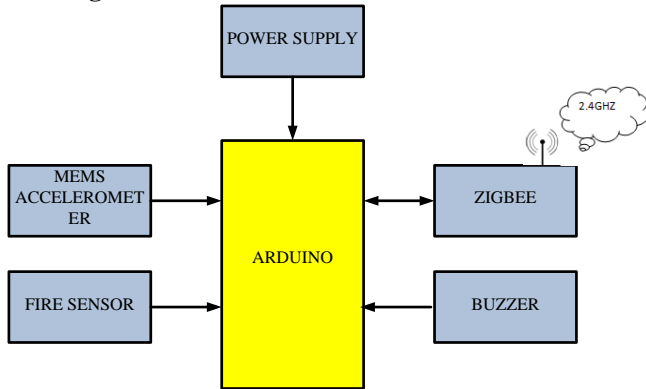 POWER SUPPLY
2.4GHZ
MEMS
ACCELEROMET
ER
ZIGBEE
ARDUINO
FIRE SENSOR
BUZZER